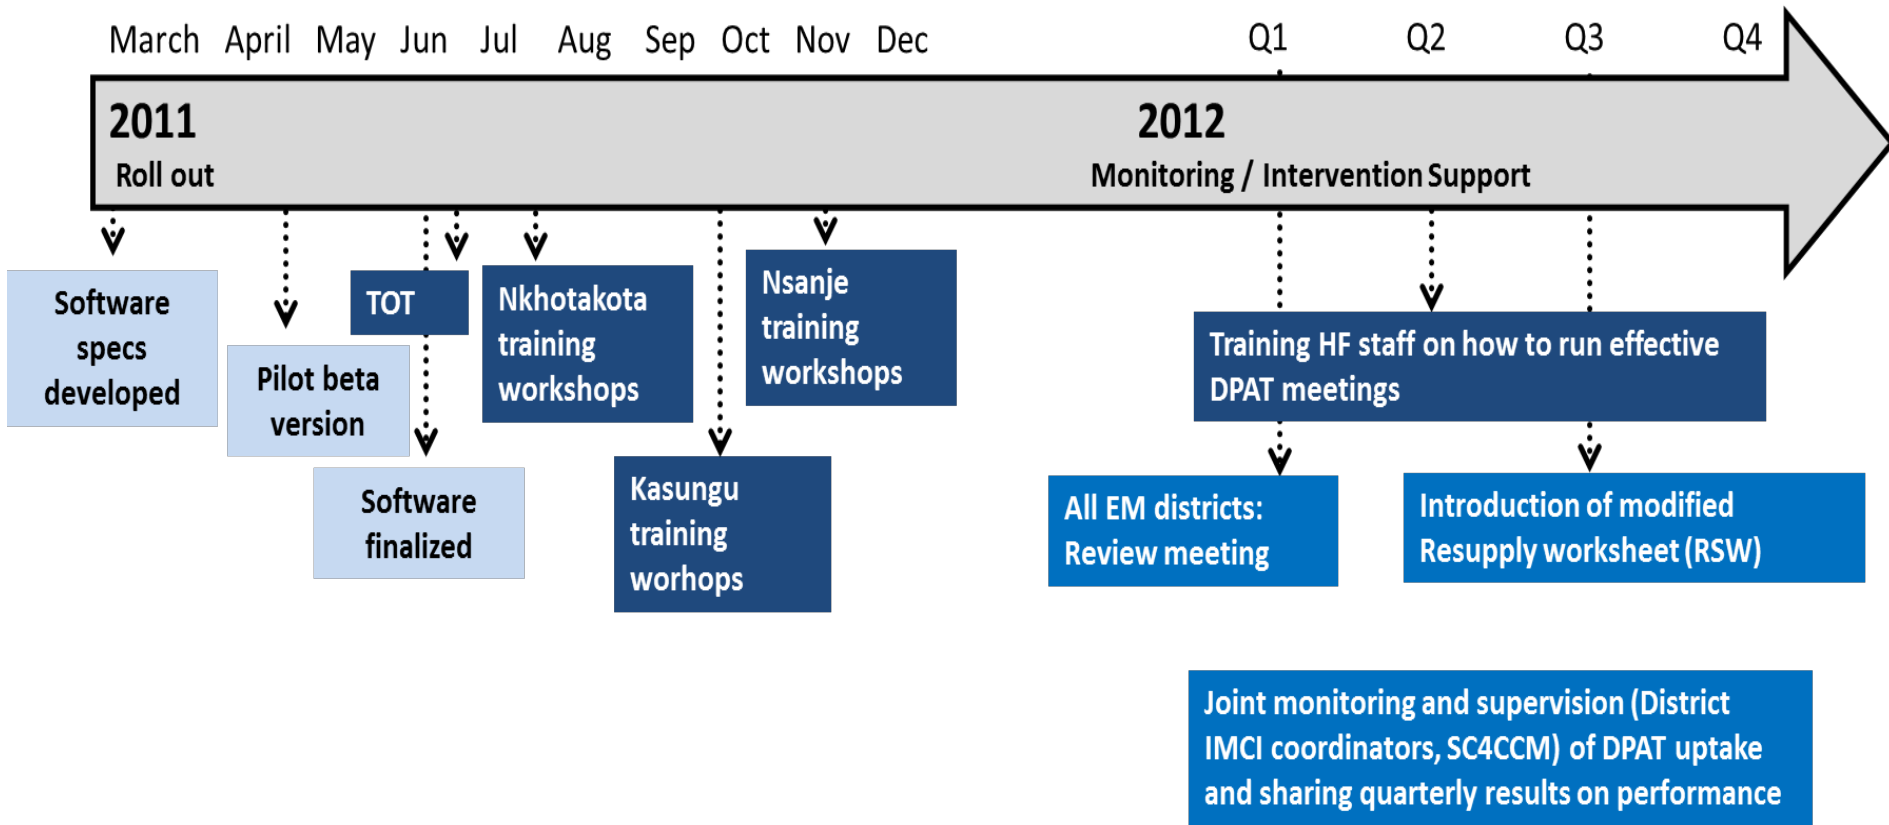 March April May Jun Jul Aug Sep Oct Nov Dec Q1 Q2 Q3 Q4
2011
Roll out
2012
Monitoring / Intervention Support
Software
specs
developed
Pilot beta
version
TOT
Software
finalized
Nkhotakota
training
workshops
Kasungu
training
worhops
Nsanje
training
workshops
Training HF staff on how to run effective
DPAT meetings
All EM districts:
Review meeting
Introduction of modified
Resupply worksheet (RSW)
Joint monitoring and supervision (District
IMCI coordinators, SC4CCM) of DPAT uptake
and sharing quarterly results on performance